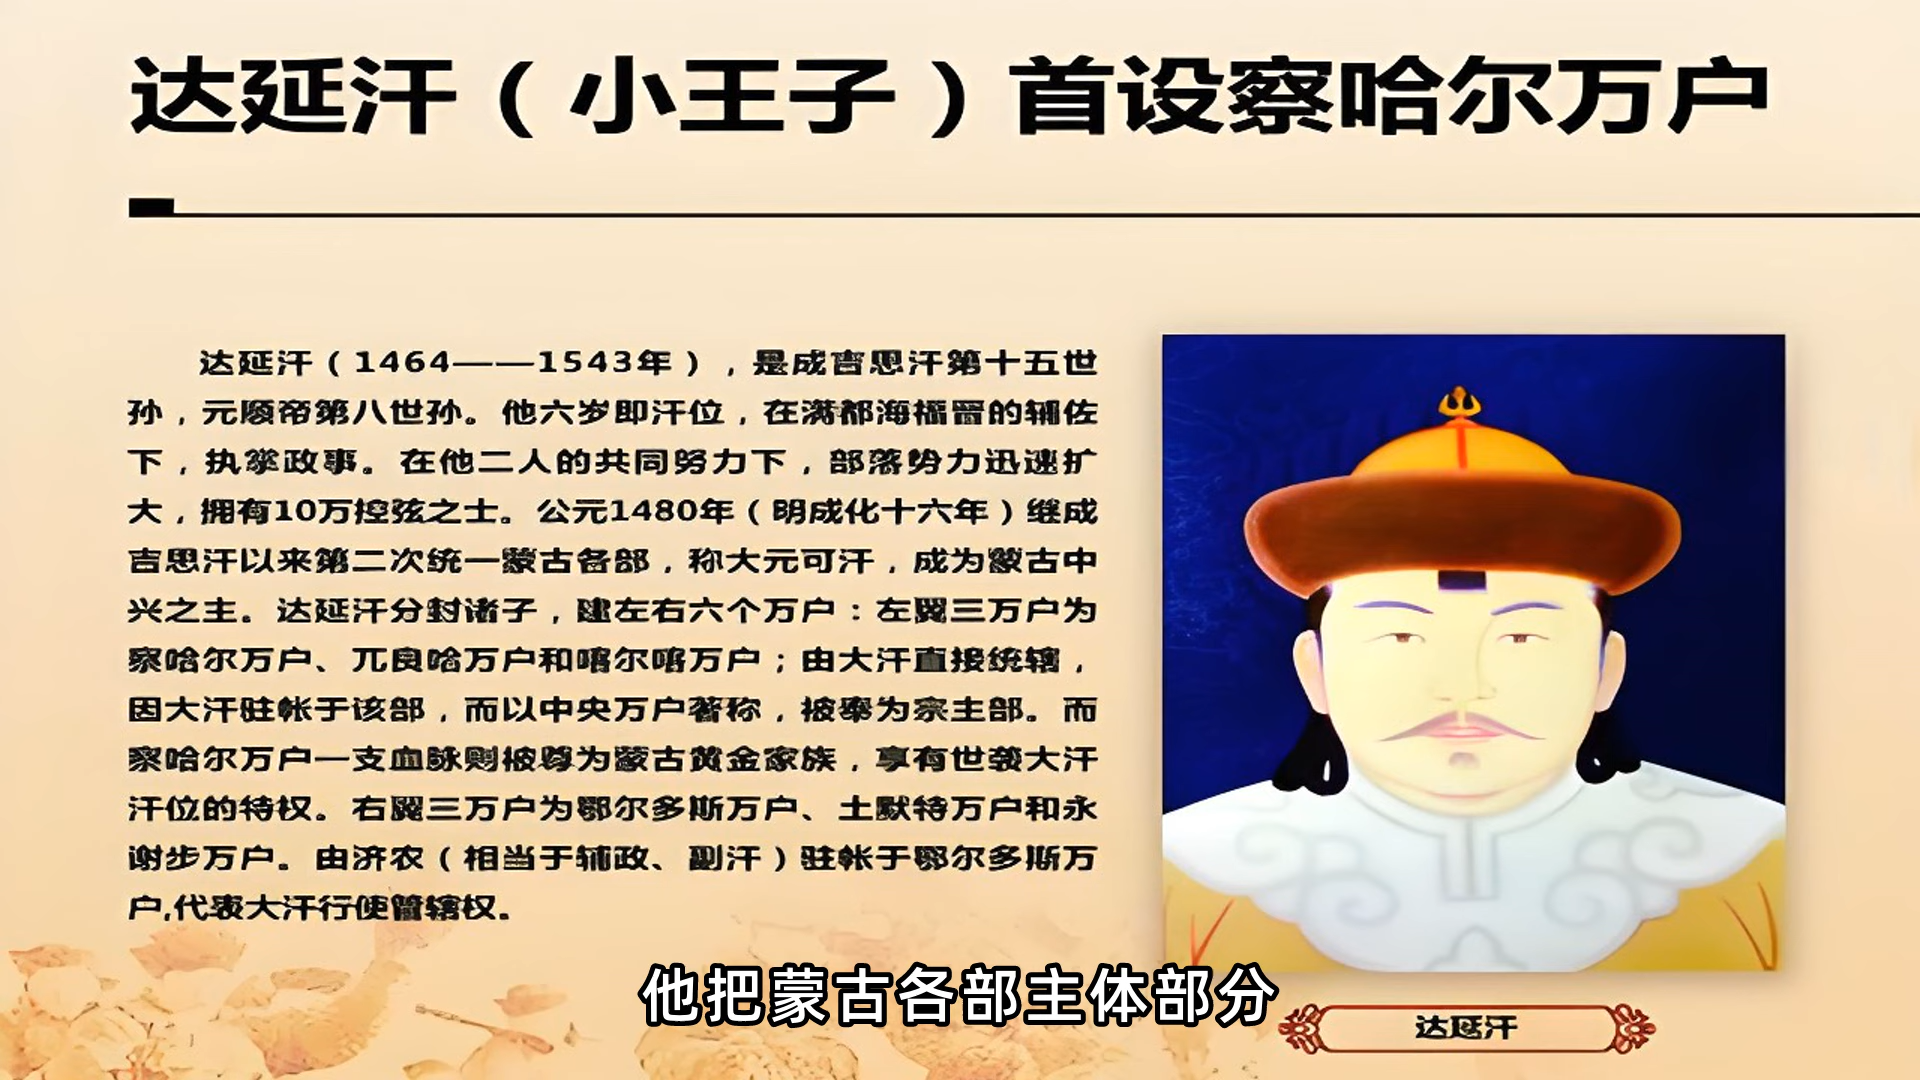 达延汗（小王子）首设察哈尔万户
达延汗（1464——1543年），是成吉思汗第十五世
孙，元顺帝第八世孙。他六岁即汗位，在满都海福晋的辅佐
下，执掌政事。在他二人的共同努力下，部落势力迅速扩
大，拥有10万控弦之士。公元1480年（明成化十六年）继成
吉思汗以来第二次统一蒙古各部，称大元可汗，成为蒙古中
兴之主。达延汗分封诸子，建左右六个万户：左翼三万户为
察哈尔万户、兀良哈万户和喀尔喀万户；由大汗直接统辖，
因大汗驻帐于该部，而以中央万户著称，被奉为宗主部。而
察哈尔万户一支血脉则被尊为蒙古黄金家族，享有世袭大汗
汗位的特权。右翼三万户为鄂尔多斯万户、土默特万户和永
谢步万户。由济农（相当于辅政、副汗）驻帐于鄂尔多斯万
户,代表大汗行使管辖权。
他把蒙古各部主体部分
达延汗